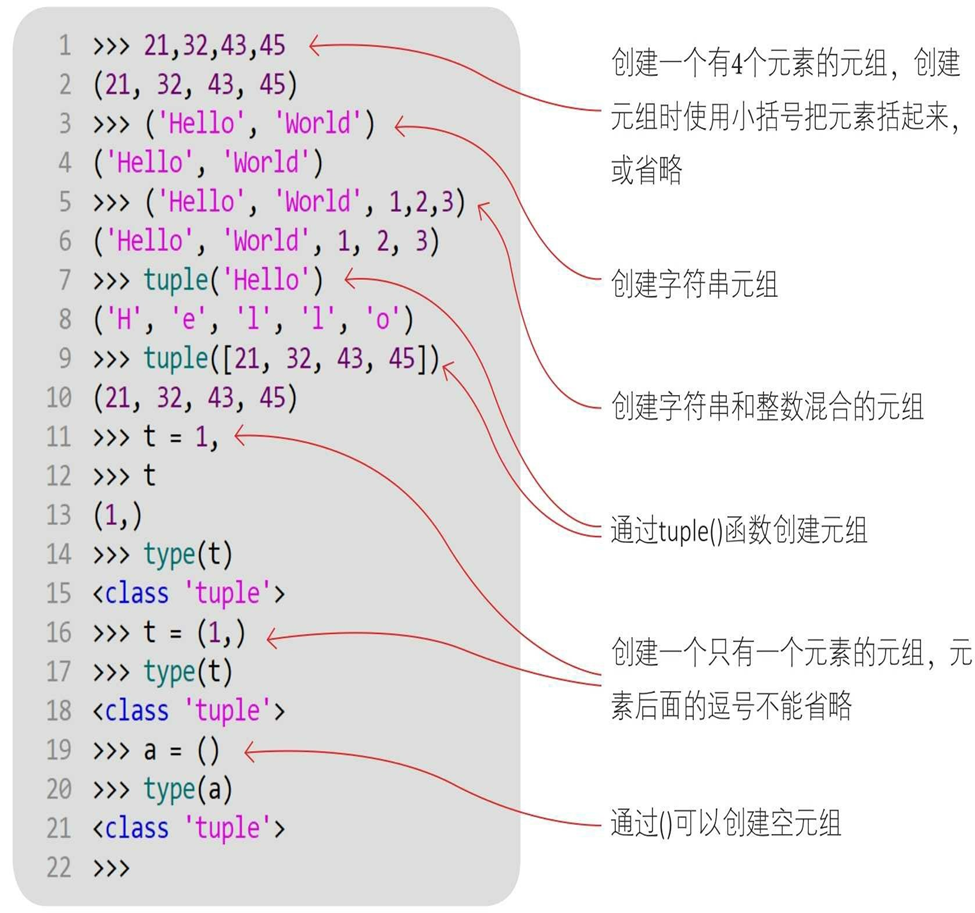 1 >>> 21,32,43,45
2 (21, 32, 43, 45)
3 >>> ('Hello', 'World')
4 ('Hello', 'World')
5 >>> ('Hello', 'World', 1,2,3)
6 ('Hello', 'World', 1, 2, 3)
7 >>> tuple('Hello')
8 ('H', 'e', 'l', 'l', 'o')
9 >>> tuple([21, 32, 43, 45])
10 (21, 32, 43, 45)
11 >>> t = 1,
12 >>> t
13 (1,)
14 >>> type(t)
15 <class 'tuple'>
16 >>> t = (1,)
17 >>> type(t)
18 <class 'tuple'>
19 >>> a = ()
20 >>> type(a)
21 <class 'tuple'>
22 >>>
创建一个有4个元素的元组，创建
元组时使用小括号把元素括起来，
或省略
创建字符串元组
创建字符串和整数混合的元组
通过tuple()函数创建元组
创建一个只有一个元素的元组，元
素后面的逗号不能省略
通过()可以创建空元组